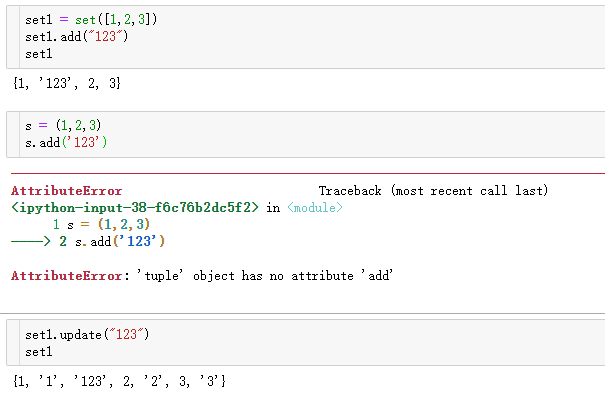 set1 = set([1,2,3])
set1.add("123")
set1
{1, '123', 2, 3}
s = (1,2,3)
s.add('123')
AttributeError Traceback (most recent call last)
<ipython-input-38-f6c76b2dc5f2> in <module>
1 s = (1,2,3)
----> 2 s.add('123')
AttributeError: 'tuple' object has no attribute 'add'
set1.update("123")
set1
{1, '1', '123', 2, '2', 3, '3'}